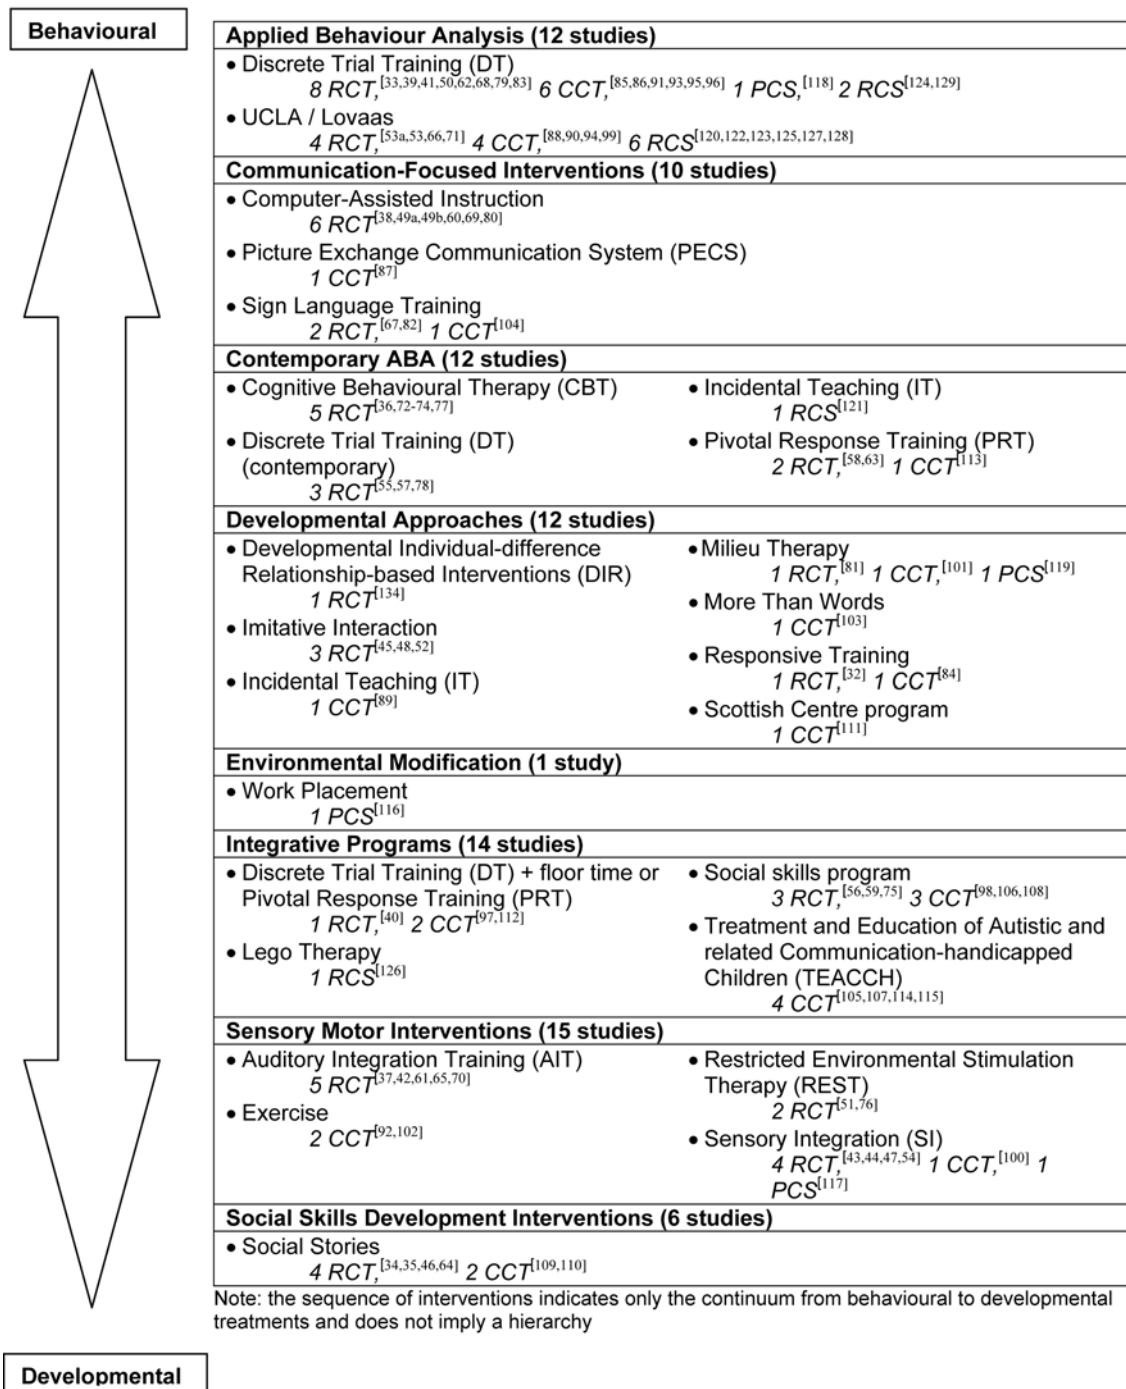 Behavioural
Applied Behaviour Analysis (12 studies)
• Discrete Trial Training (DT)
8 RCT,[33,39,41,50,62,68,79,83] 6 CCT,[85,86,91,93,95,96] 1 PCS,[118] 2 RCS[124,129]
• UCLA / Lovaas
4 RCT,[53a,53,66,71] 4 CCT,[88,90,94,99] 6 RCS[120,122,123,125,127,128]
Communication-Focused Interventions (10 studies)
• Computer-Assisted Instruction
6 RCT[38,49a,49b,60,69,80]
• Picture Exchange Communication System (PECS)
1 CCT[87]
• Sign Language Training
2 RCT,[67,82] 1 CCT[104]
Contemporary ABA (12 studies)
• Cognitive Behavioural Therapy (CBT)
5 RCT[36,72-74,77]
• Discrete Trial Training (DT)
(contemporary)
3 RCT[55,57,78]
• Incidental Teaching (IT)
1 RCS[121]
• Pivotal Response Training (PRT)
2 RCT,[58,63] 1 CCT[113]
Developmental Approaches (12 studies)
• Developmental Individual-difference
Relationship-based Interventions (DIR)
1 RCT[134]
• Imitative Interaction
3 RCT[45,48,52]
• Incidental Teaching (IT)
1 CCT[89]
• Milieu Therapy
1 RCT,[81] 1 CCT,[101] 1 PCS[119]
• More Than Words
1 CCT[103]
• Responsive Training
1 RCT,[32] 1 CCT[84]
• Scottish Centre program
1 CCT[111]
Environmental Modification (1 study)
• Work Placement
1 PCS[116]
Integrative Programs (14 studies)
• Discrete Trial Training (DT) + floor time or
Pivotal Response Training (PRT)
1 RCT,[40] 2 CCT[97,112]
• Lego Therapy
1 RCS[126]
• Social skills program
3 RCT,[56,59,75] 3 CCT[98,106,108]
• Treatment and Education of Autistic and
related Communication-handicapped
Children (TEACCH)
4 CCT[105,107,114,115]
Sensory Motor Interventions (15 studies)
• Auditory Integration Training (AIT)
5 RCT[37,42,61,65,70]
• Exercise
2 CCT[92,102]
• Restricted Environmental Stimulation
Therapy (REST)
2 RCT[51,76]
• Sensory Integration (SI)
4 RCT,[43,44,47,54] 1 CCT,[100] 1
PCS[117]
Social Skills Development Interventions (6 studies)
• Social Stories
4 RCT,[34,35,46,64] 2 CCT[109,110]
Note: the sequence of interventions indicates only the continuum from behavioural to developmental
treatments and does not imply a hierarchy
Developmental